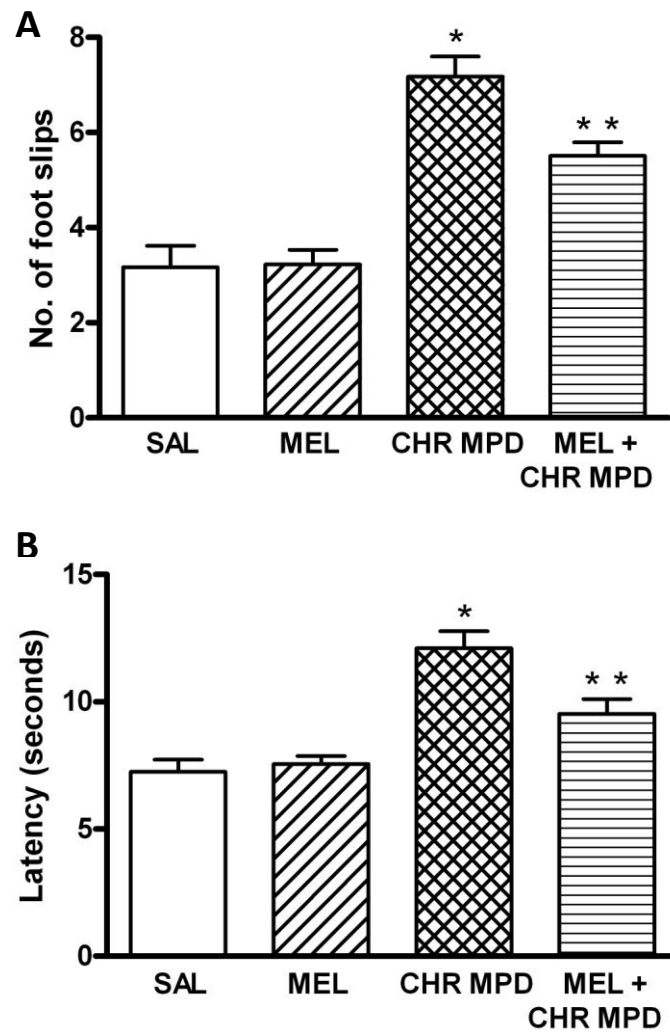 A
No. of foot slips
8
6
4
2
0
*
* *
SAL MEL CHR MPD MEL +
CHR MPD
B
Latency (seconds)
15
10
5
0
*
* *
SAL MEL CHR MPD MEL +
CHR MPD